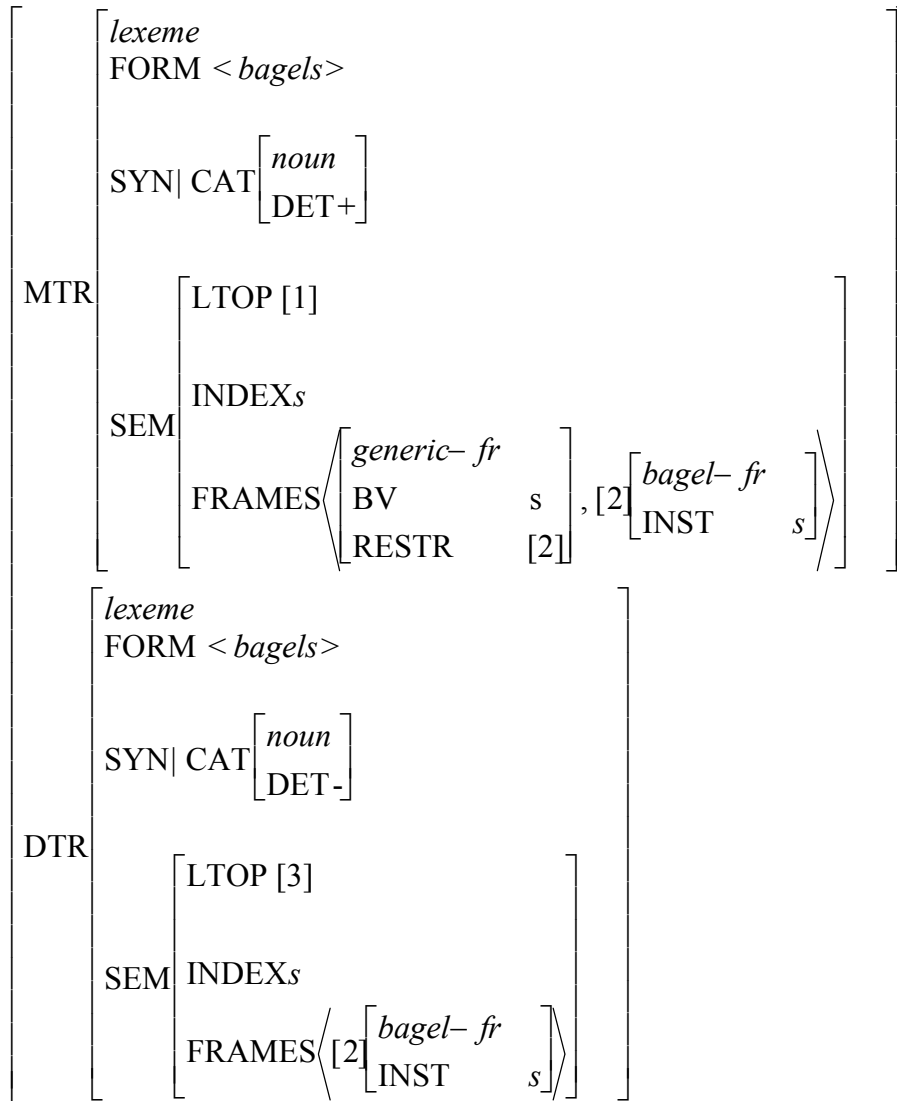 lexeme
FORM <bagels>
SYN| CAT
noun
DET+
MTR
SEM
LTOP [1]
INDEXs
FRAMES
generic– fr
BV s
RESTR [2]
, [2]
bagel– fr
INST s
lexeme
FORM <bagels>
SYN| CAT
noun
DET-
DTR
SEM
LTOP [3]
INDEXs
FRAMES
[2]
bagel– fr
INST s